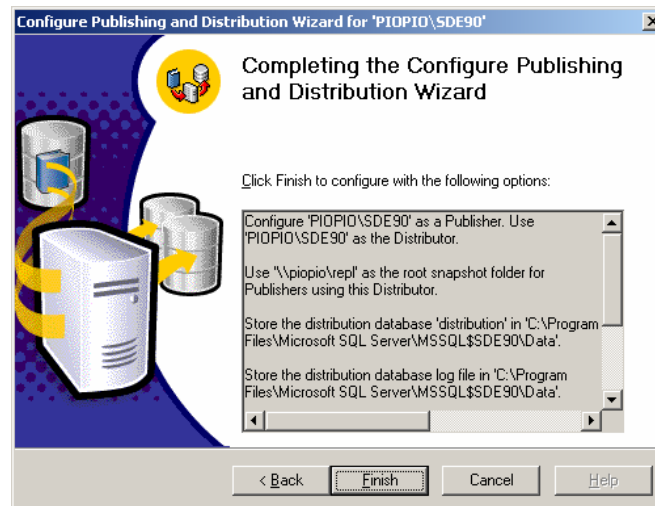 Configure Publishing and Distribution Wizard for 'PIOPIO\SDE90'
Completing the Configure Publishing
and Distribution Wizard
Click Finish to configure with the following options:
Configure 'PIOPIO\SDE90' as a Publisher. Use
'PIOPIO\SDE90' as the Distributor.
Use '\\piopio\repl' as the root snapshot folder for
Publishers using this Distributor.
Store the distribution database 'distribution' in 'C:\Program
Files\Microsoft SQL Server\MSSQL$SDE90\Data'.
Store the distribution database log file in 'C:\Program
Files\Microsoft SQL Server\MSSQL$SDE90\Data'.
< Back Finish Cancel Help